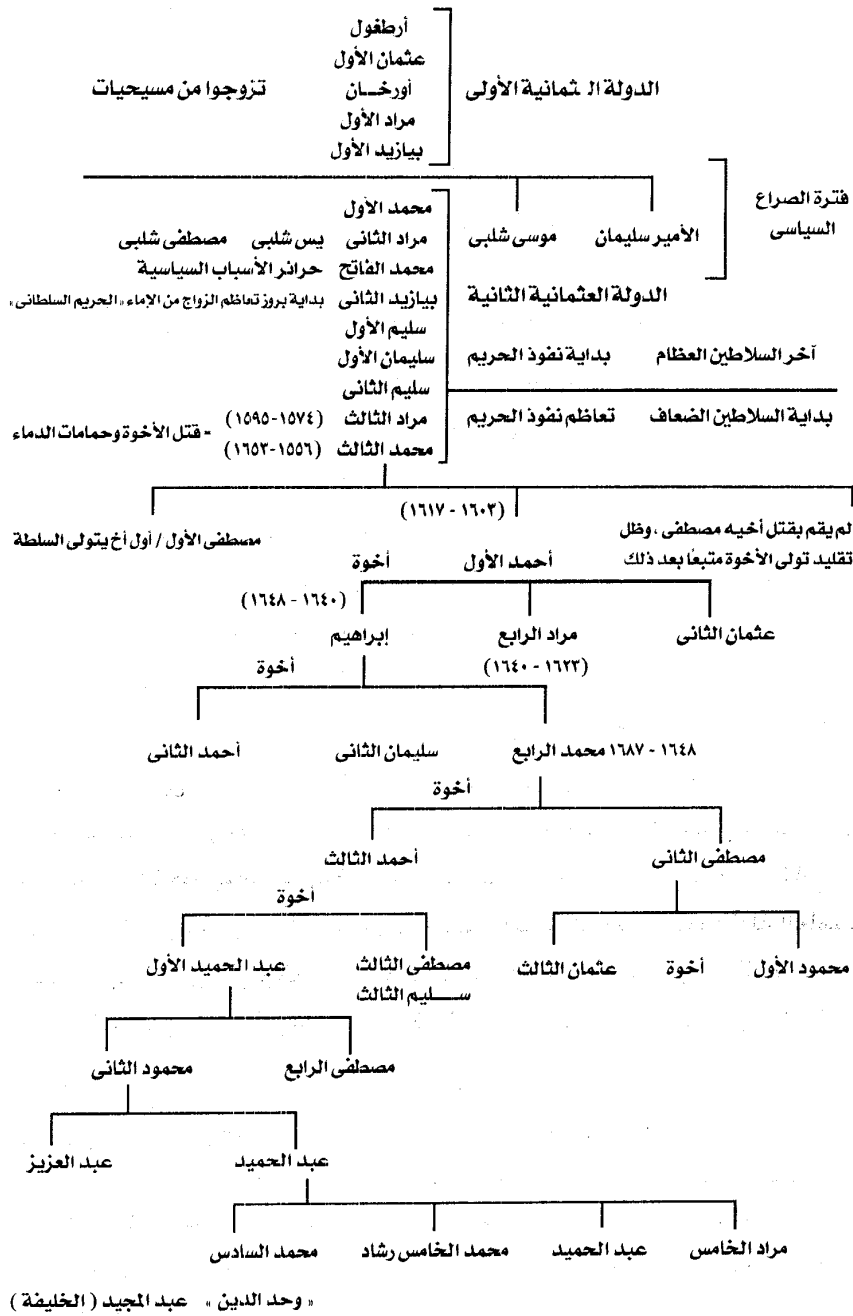 أرطغول
عثمان الأول
الدولة الـ ثمانية الأولى أورخـــان تزوجوا من مسيحيات
مراد الأول
بيازيد الأول
فترة الصراع
السياسى
محمد الأول
الأمير سليمان موسى شلبى مراد الثانى يس شلبى مصطفى شلبى
محمد الفاتح حرائر الأسباب السياسية
الدولة العثمانية الثانية بيازيد الثانى بداية بروز تعاظم الزواج من الإماء «الحريم السلطانى»
سليم الأول
آخر السلاطين العظام بداية نفوذ الحريم سليمان الأول
سليم الثانى
بداية السلاطين الضعاف تعاظم نفوذ الحريم مراد الثالث (١٥٧٤-١٥٩٥)
= قتل الأخوة وحمامات الدماء
محمد الثالث (١٥٥٦-١٦٥٣)
(١٦٠٣ - ١٦١٧)
لم يقم بقتل أخيه مصطفى ، وظل مصطفى الأول / أول أخ يتولى السلطة
تقليد تولى الأخوة متبعًا بعد ذلك أحمد الأول أخوة
(١٦٤٠ - ١٦٤٨)
عثمان الثانى مراد الرابع إبراهيم
(١٦٢٣ - ١٦٤٠) أخوة
١٦٤٨ - ١٦٨٧ محمد الرابع سليمان الثانى أحمد الثانى
أخوة
مصطفى الثانى أحمد الثالث
أخوة
محمود الأول أخوة عثمان الثالث مصطفى الثالث عبد الحميد الأول
ســـليم الثالث
مصطفى الرابع محمود الثانى
عبد الحميد عبد العزيز
مراد الخامس عبد الحميد محمد الخامس رشاد محمد السادس
« وحد الدين » عبد المجيد ( الخليفة )